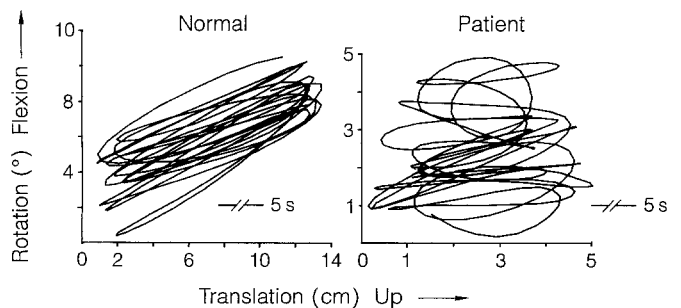 Normal
Patient
Rotation (°) Flexion
10
8
4
0 2 6 10 14
5 s
5
3
1
0 1 3 5
5 s
Translation (cm) Up